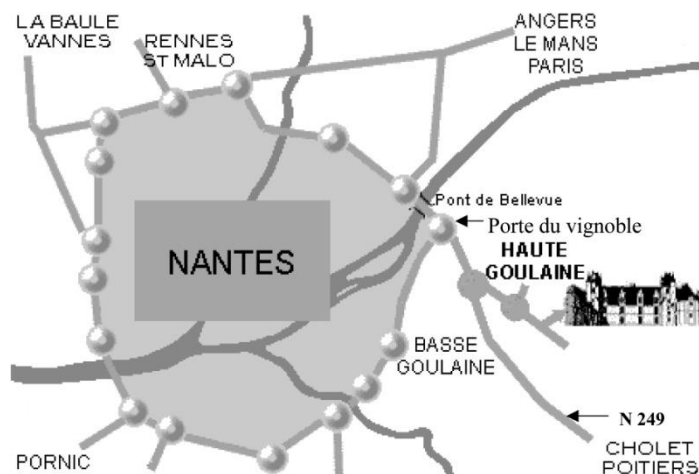 LA BAULE
VANNES
RENNES
ST MALO
ANGERS
LE MANS
PARIS
Pont de Bellevue
Porte du vignoble
HAUTE
GOULAINE
NANTES
BASSE
GOULAINE
N 249
PORNIC
CHOLET
POITIERS